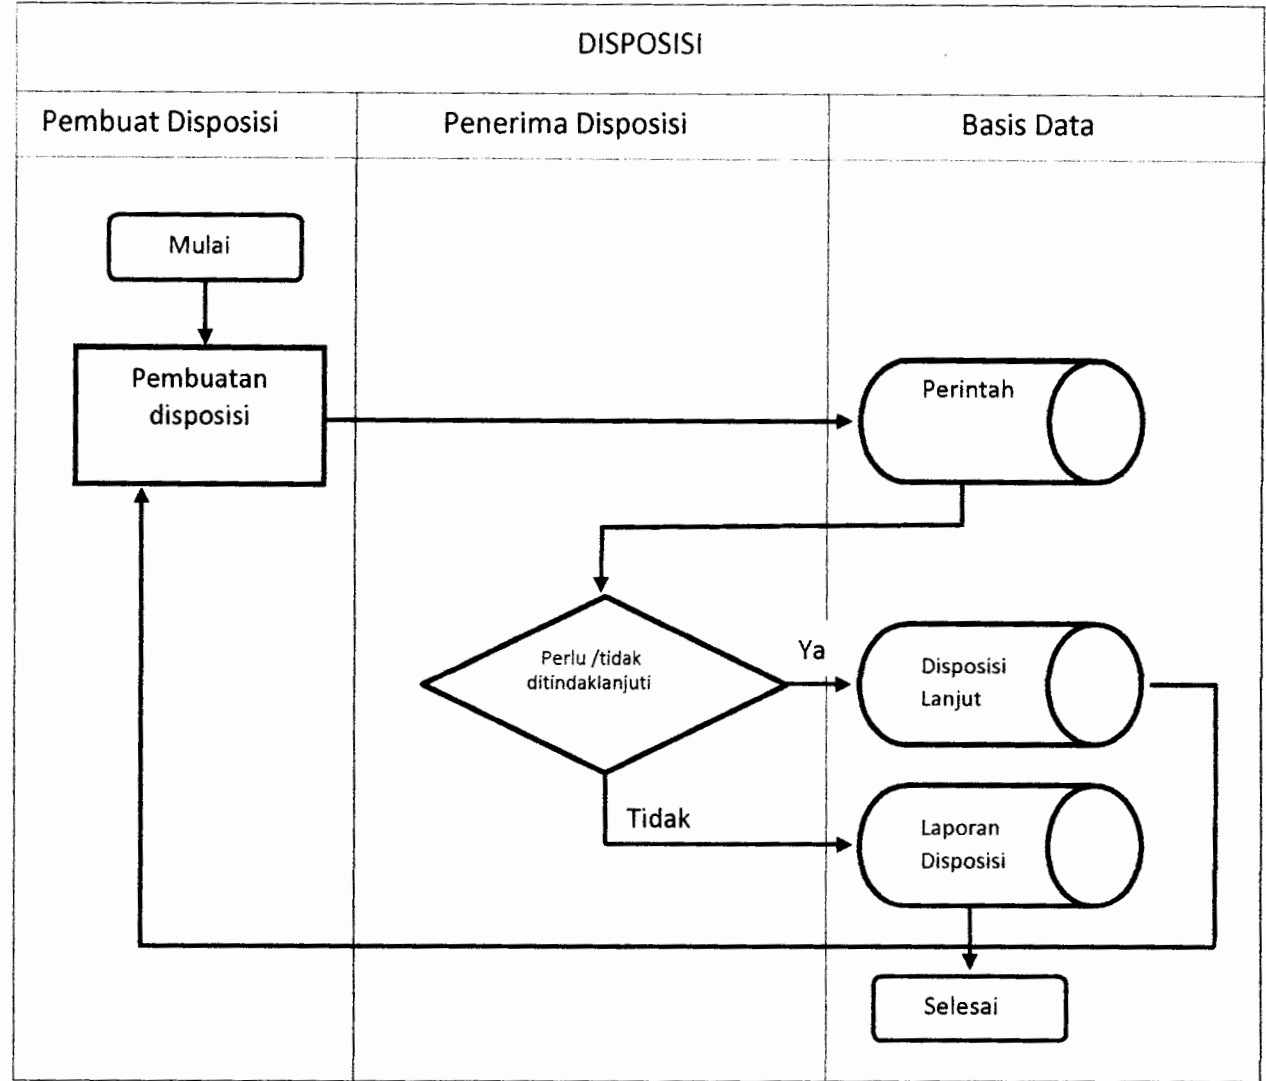 DISPOSISI
Pembuat Disposisi
Penerima Disposisi
Basis Data
Mulai
Pembuatan
disposisi
Perintah
Perlu /tidak
ditindaklanjuti
Ya
Disposisi
Lanjut
Tidak
Laporan
Disposisi
Selesai